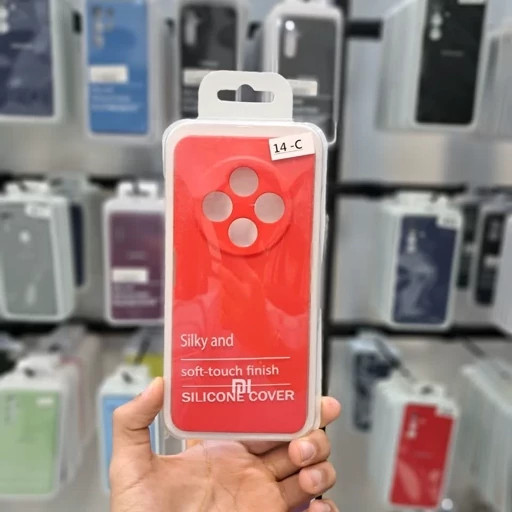 14 -C
Silky and
soft-touch finish
mi
SILICONE COVER